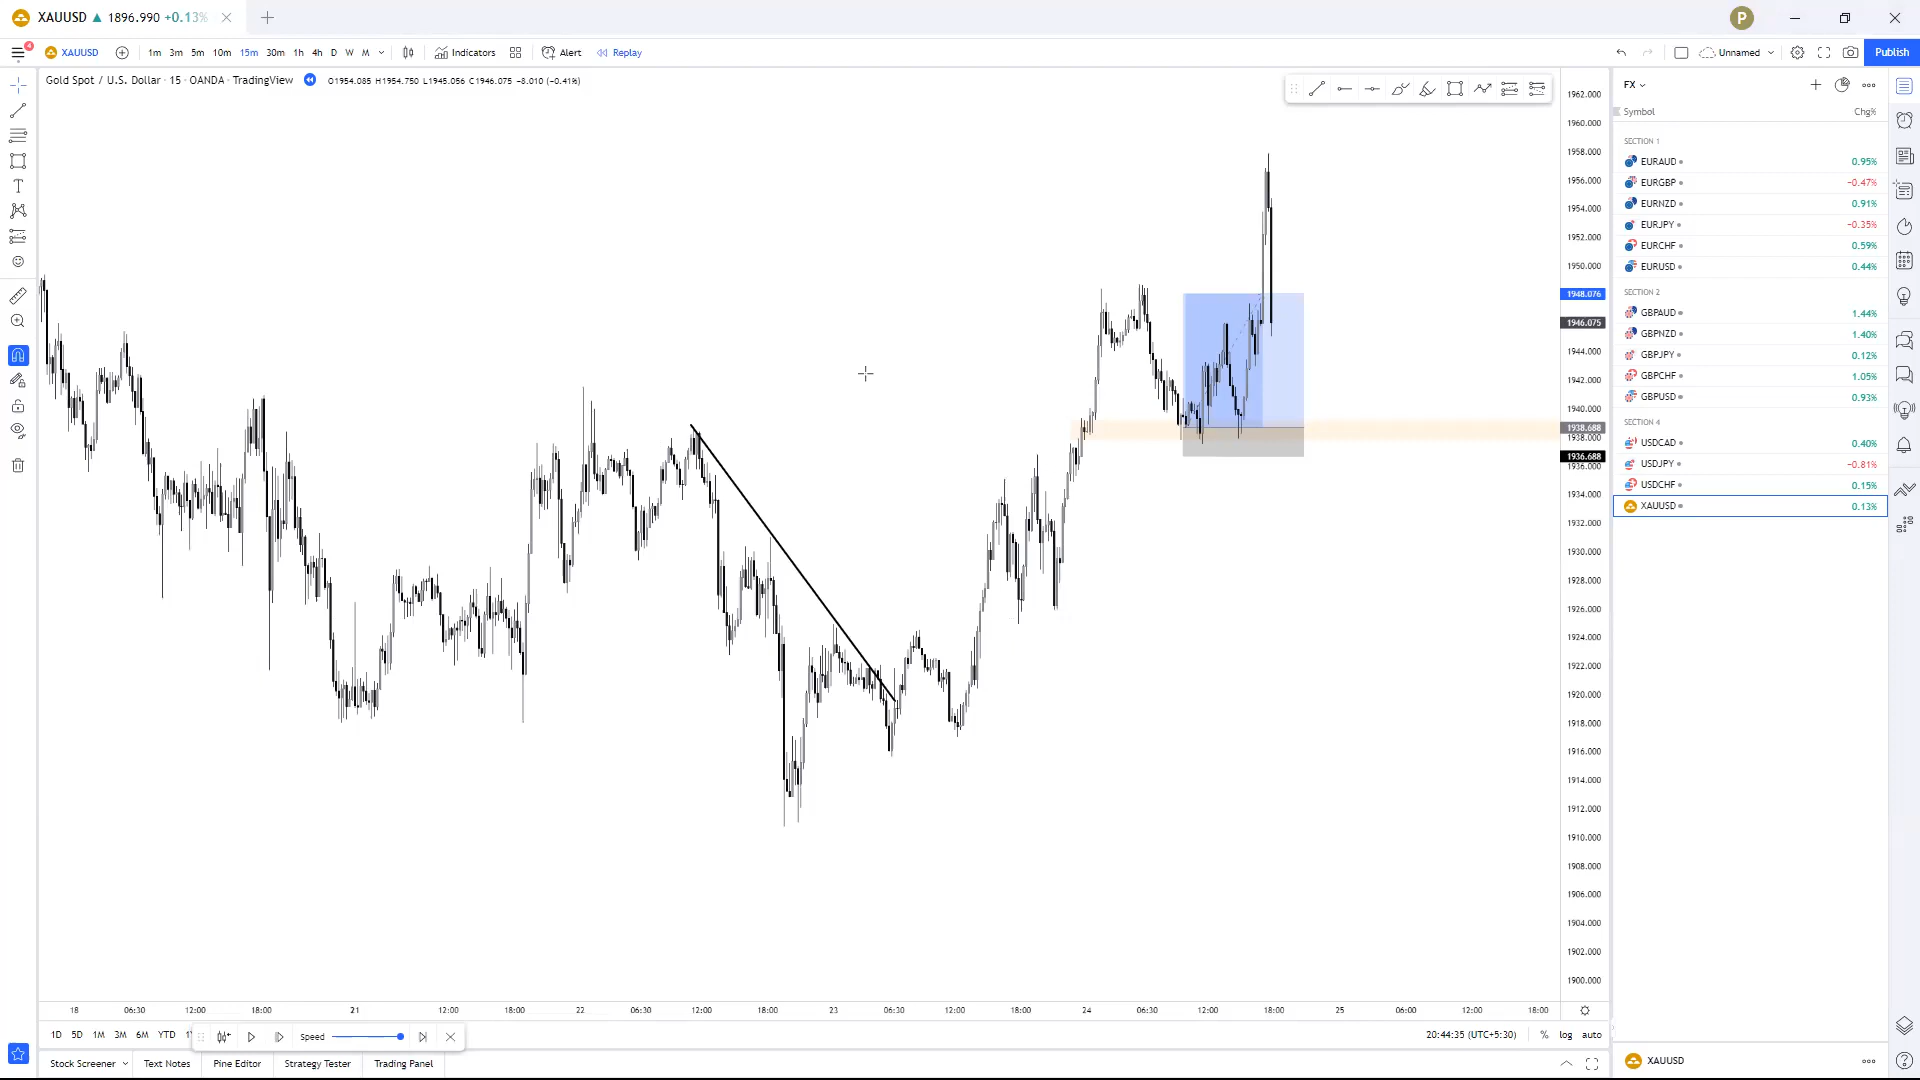 XAUUSD ▲ 1896.990 +0.13%
P
4
XAUUSD 1m 3m 5m 10m 15m 30m 1h 4h D W M Indicators Alert Replay Unnamed Publish
Gold Spot / U.S. Dollar · 15 · OANDA · TradingView O1954.085 H1954.750 L1945.056 C1946.075 −8.010 (−0.41%)
FX
Symbol Chg%
SECTION 1
EURAUD 0.95%
EURGBP −0.47%
EURNZD 0.91%
EURJPY −0.35%
EURCHF 0.59%
EURUSD 0.44%
SECTION 2
GBPAUD 1.44%
GBPNZD 1.40%
GBPJPY 0.12%
GBPCHF 1.05%
GBPUSD 0.93%
SECTION 4
USDCAD 0.40%
USDJPY −0.81%
USDCHF 0.15%
XAUUSD 0.13%
1962.000
1960.000
1958.000
1956.000
1954.000
1952.000
1950.000
1948.076
1946.075
1944.000
1942.000
1940.000
1938.688
1938.000
1936.688
1936.000
1934.000
1932.000
1930.000
1928.000
1926.000
1924.000
1922.000
1920.000
1918.000
1916.000
1914.000
1912.000
1910.000
1908.000
1906.000
1904.000
1902.000
1900.000
18 06:30 12:00 18:00 21 12:00 18:00 22 06:30 12:00 18:00 23 06:30 12:00 18:00 24 06:30 12:00 18:00 25 06:00 12:00 18:00
1D 5D 1M 3M 6M YTD Speed 20:44:35 (UTC+5:30) % log auto
Stock Screener Text Notes Pine Editor Strategy Tester Trading Panel
XAUUSD